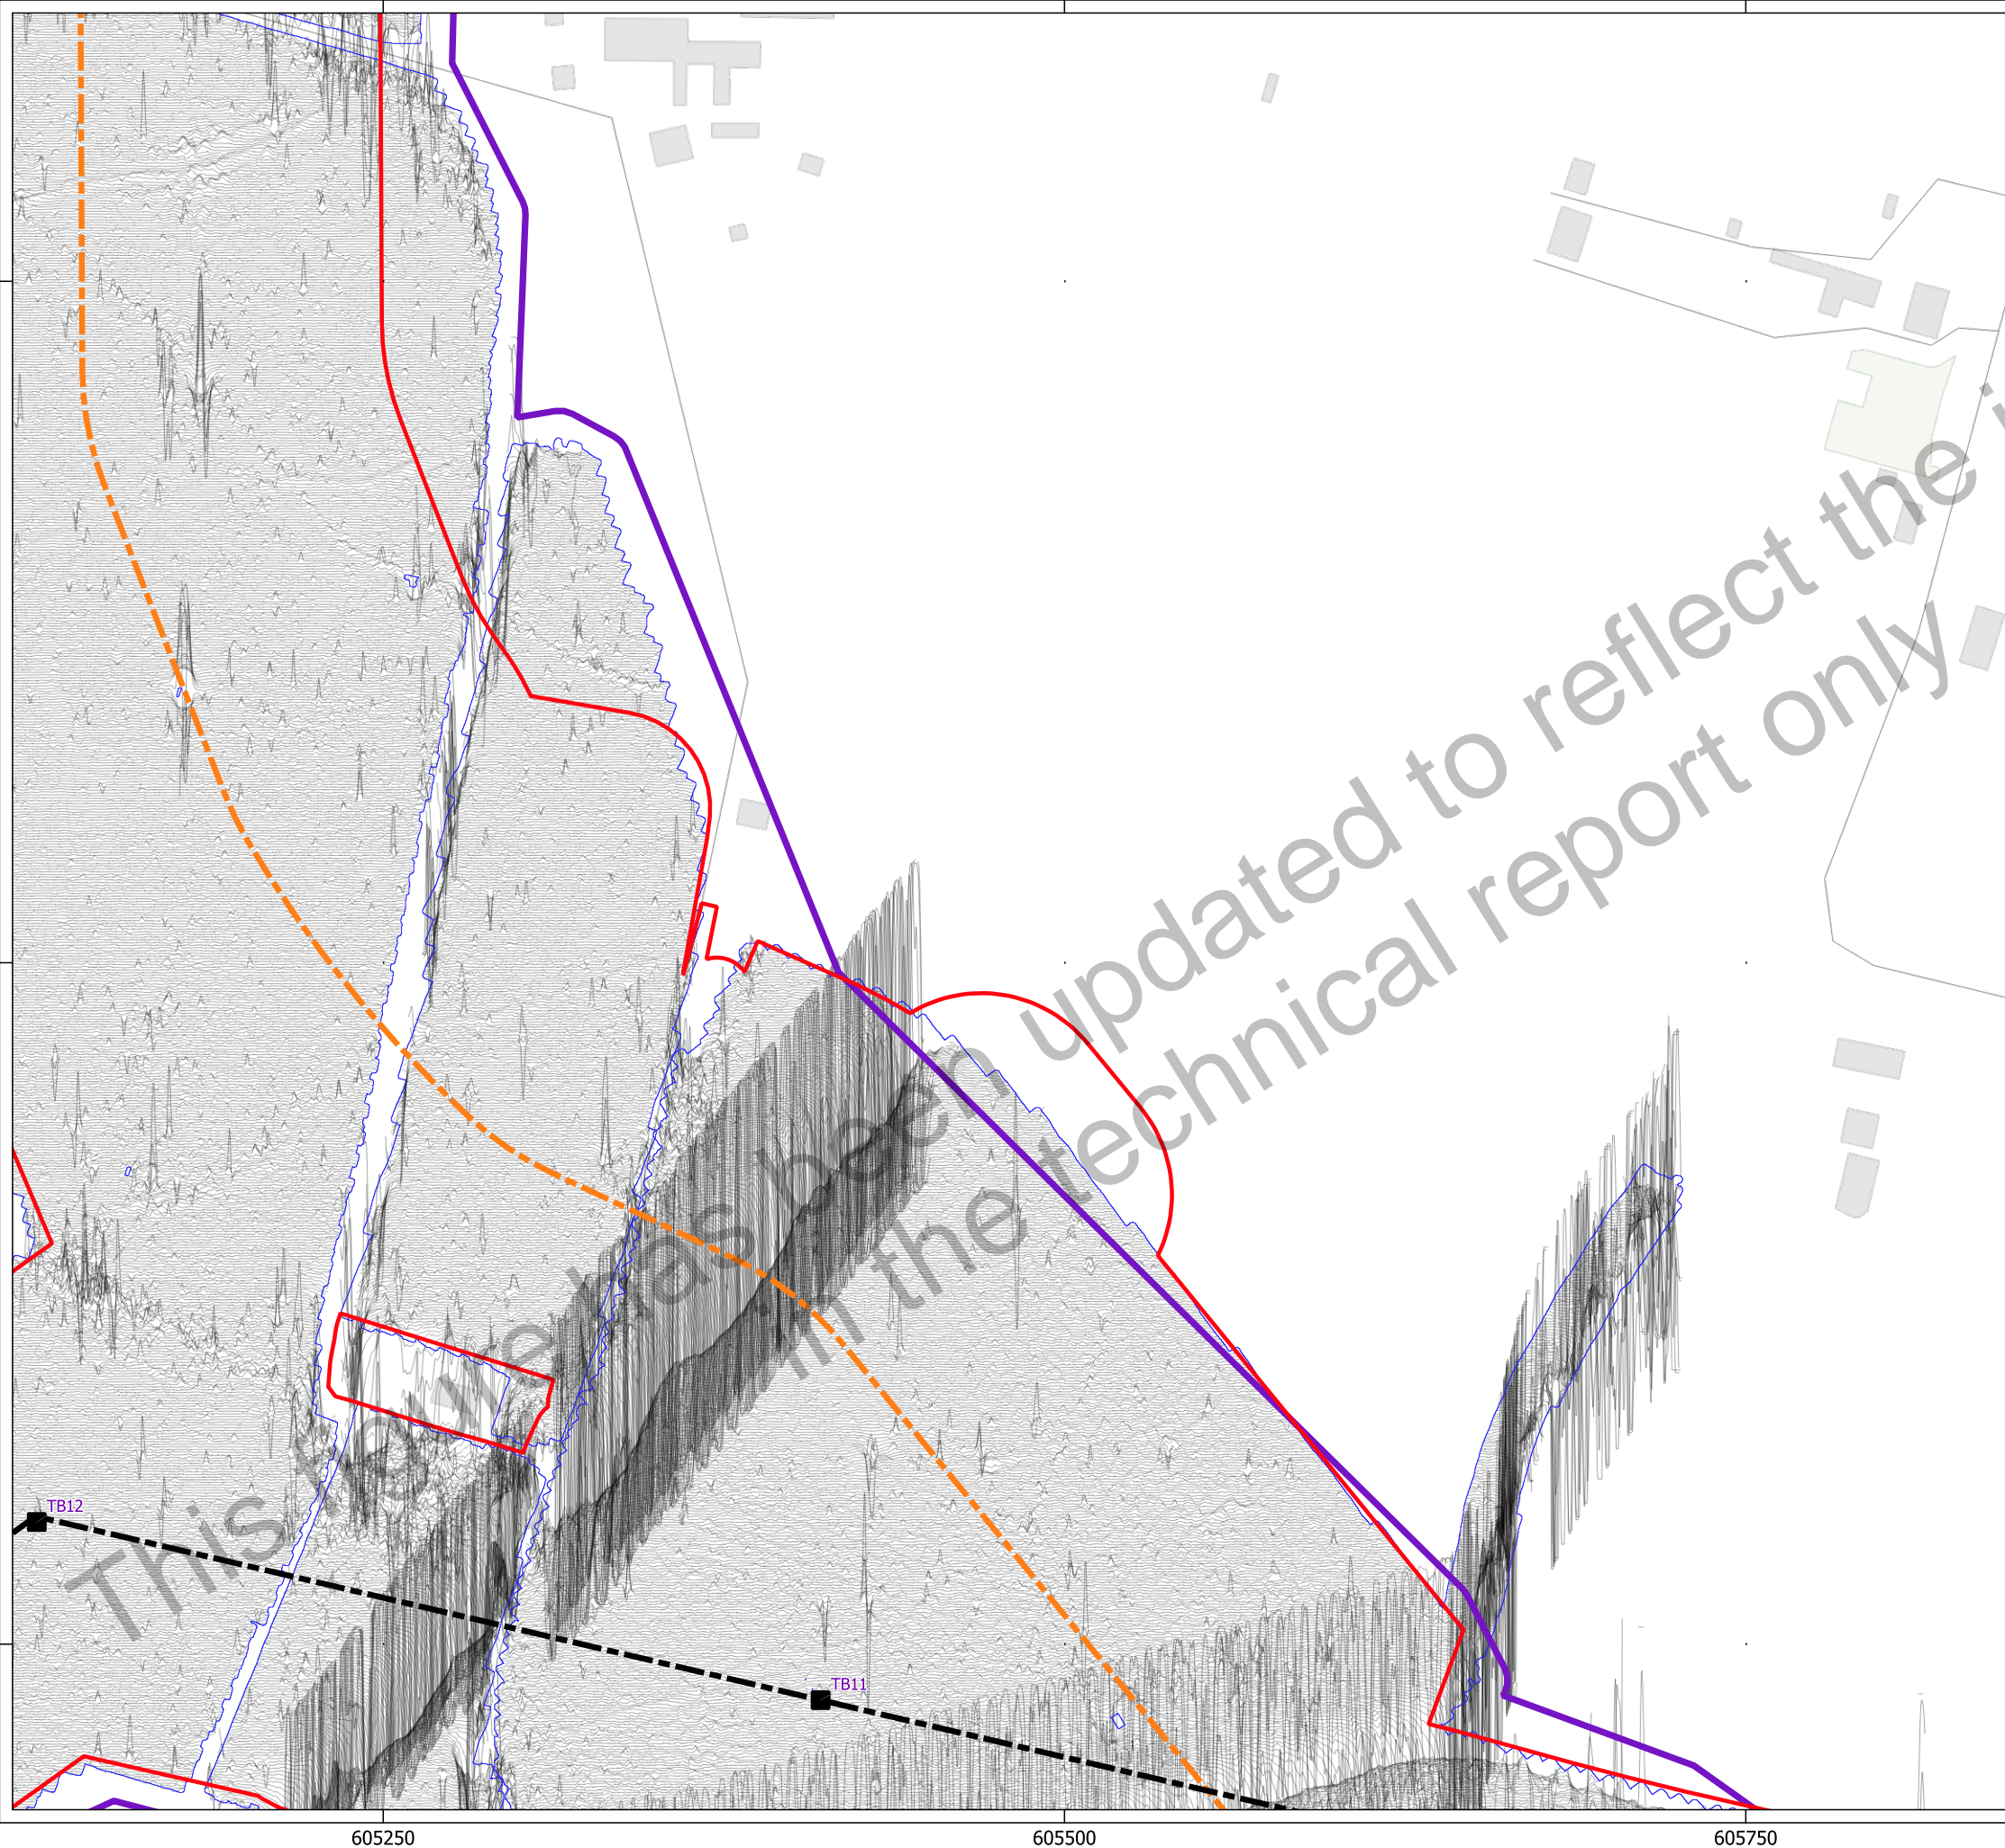 This figure has been updated to reflect the
in the technical report only
TB12
TB11
605250
605500
605750